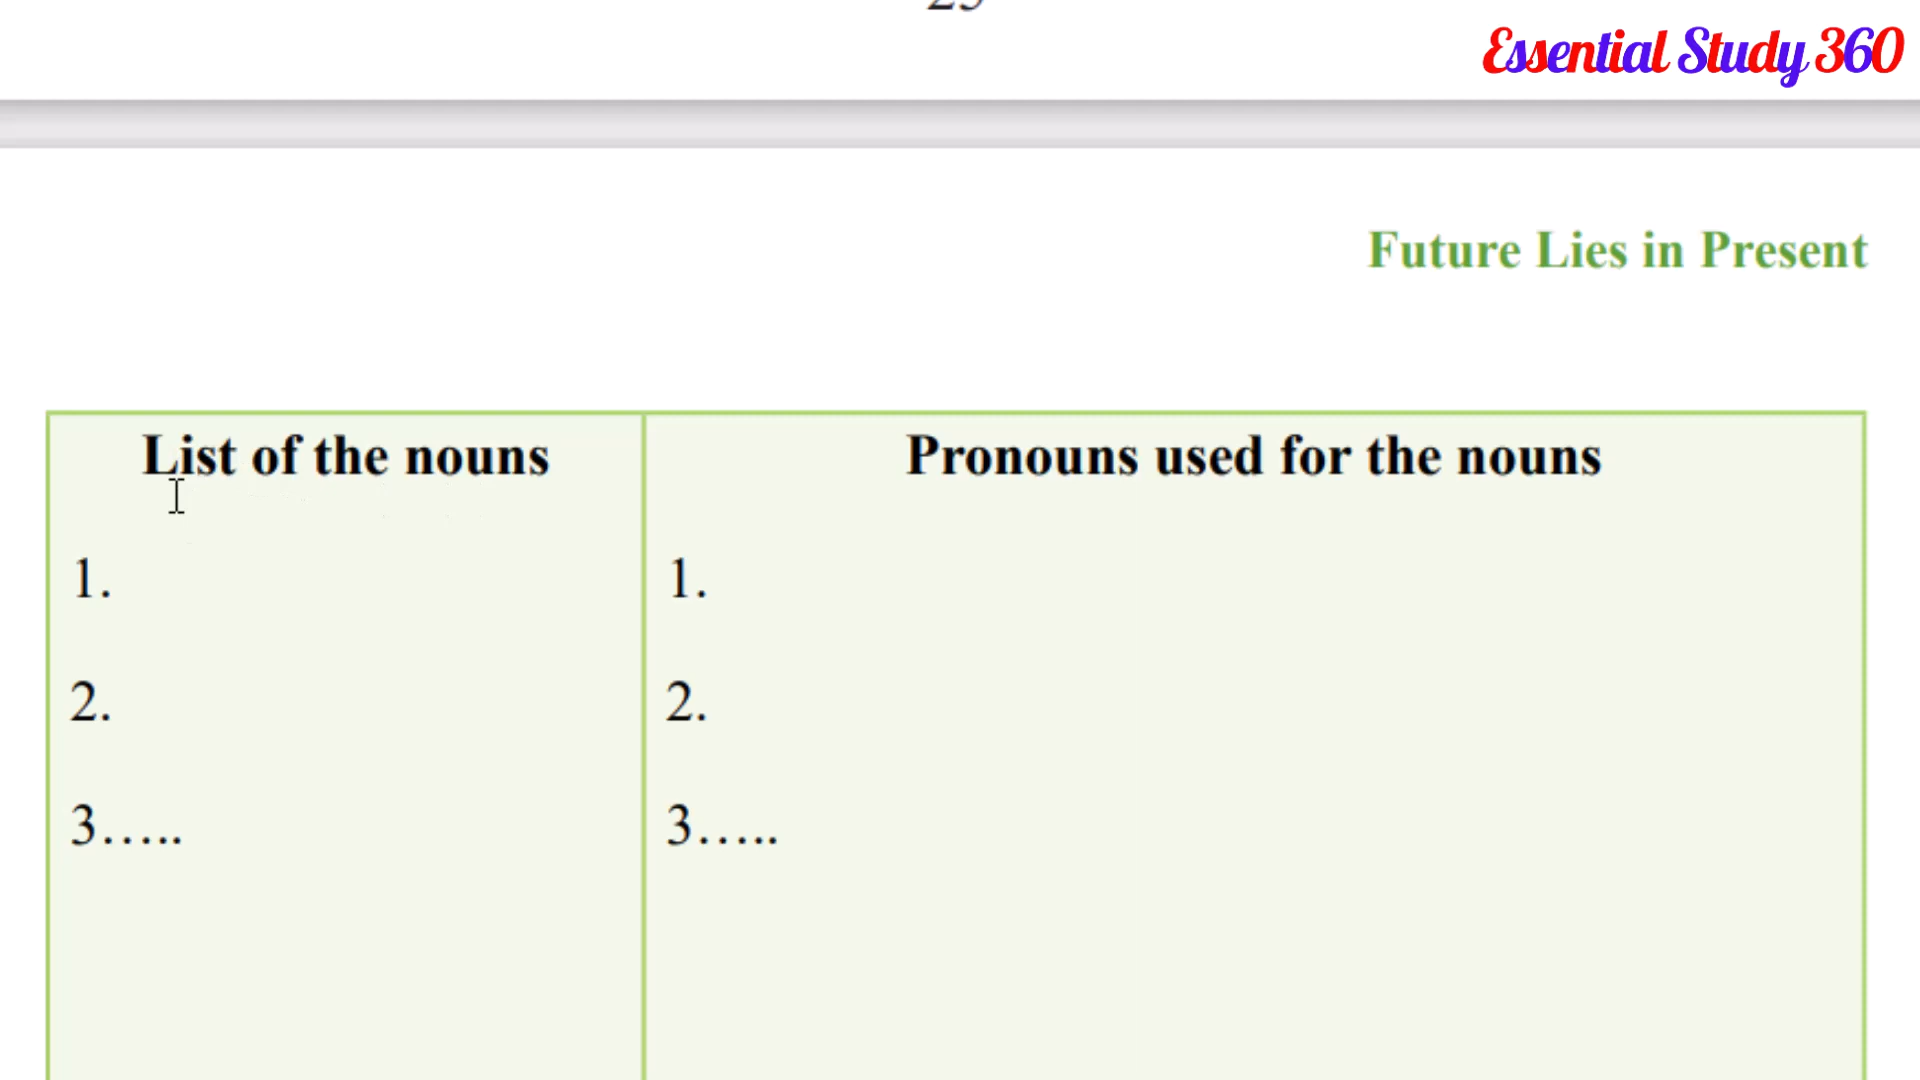 Essential Study 360
Future Lies in Present
List of the nouns
Pronouns used for the nouns
1.
1.
2.
2.
3.....
3.....